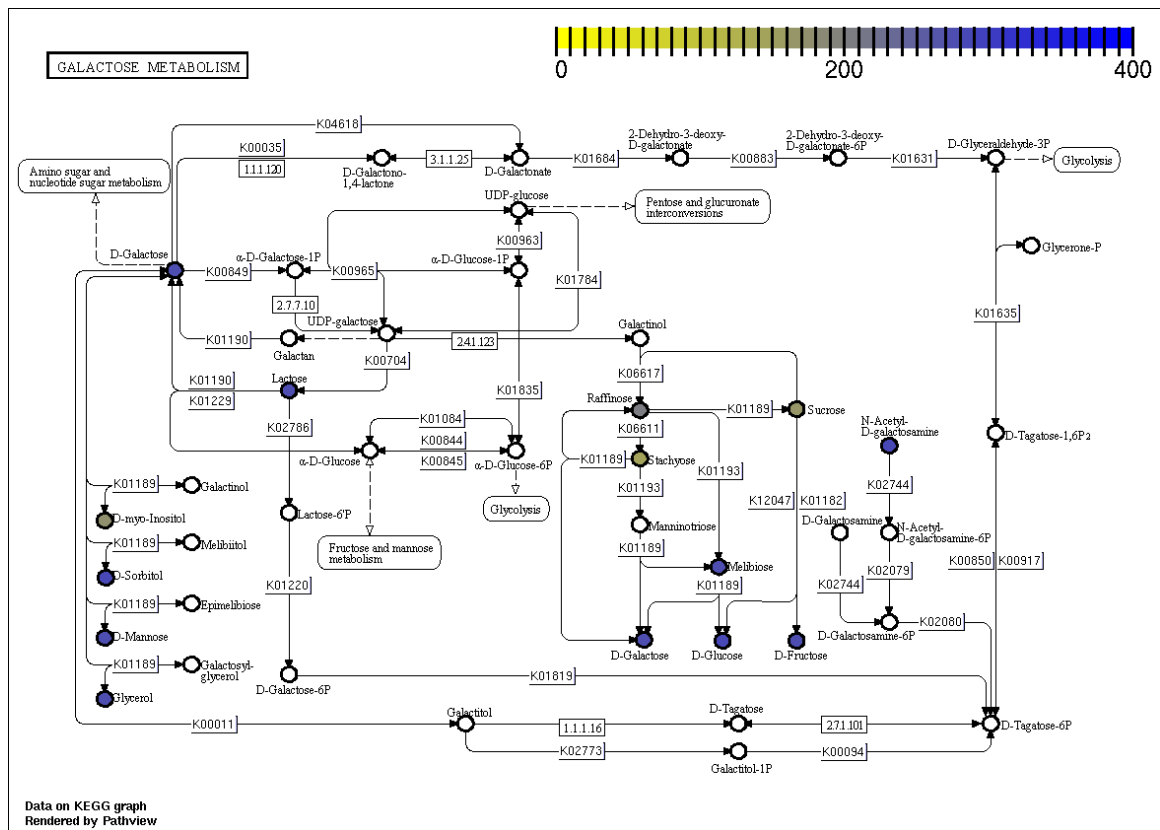 GALACTOSE METABOLISM
0
200
400
K04618
K00035
1.1.1.120
D-Galactono-
1,4-lactone
3.1.1.25
D-Galactonate
K01684
2-Dehydro-3-deoxy-
D-galactonate
K00883
2-Dehydro-3-deoxy-
D-galactonate-6P
K01631
D-Glyceraldehyde-3P
Glycolysis
Amino sugar and
nucleotide sugar metabolism
UDP-glucose
Pentose and glucuronate
interconversions
K00963
D-Galactose
K00849
α-D-Galactose-1P
K00965
α-D-Glucose-1P
K01784
Glycerone-P
2.7.7.10
K01635
UDP-galactose
K01190
Galactan
2.4.1.123
Galactinol
K00704
K01190
K01229
Lactose
K01835
K06617
Raffinose
K01189
Sucrose
K02786
K01084
K00844
K00845
α-D-Glucose
α-D-Glucose-6P
K06611
K01189
Stachyose
K01193
K01193
N-Acetyl-
D-galactosamine
D-Tagatose-1,6P2
K02744
K01189
Galactinol
D-myo-Inositol
Lactose-6'P
Glycolysis
K12047
K01182
Manninotriose
D-Galactosamine
N-Acetyl-
D-galactosamine-6P
K01189
Melibiitol
D-Sorbitol
Fructose and mannose
metabolism
K01189
Melibiose
K01189
K02744
K02079
K00850
K00917
K01220
K01189
Epimelibiose
D-Mannose
D-Galactosamine-6P
K02080
D-Galactose
D-Glucose
D-Fructose
K01189
Galactosyl-
glycerol
Glycerol
D-Galactose-6P
K01819
K00011
Galactitol
1.1.1.16
D-Tagatose
2.7.1.101
D-Tagatose-6P
K02773
Galactitol-1P
K00094
Data on KEGG graph
Rendered by Pathview